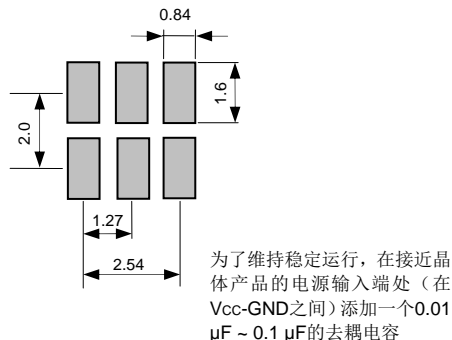 0.84
1.6
2.0
1.27
2.54
为了维持稳定运行，在接近晶
体产品的电源输入端处（在
Vcc-GND之间）添加一个0.01
µF ~ 0.1 µF的去耦电容